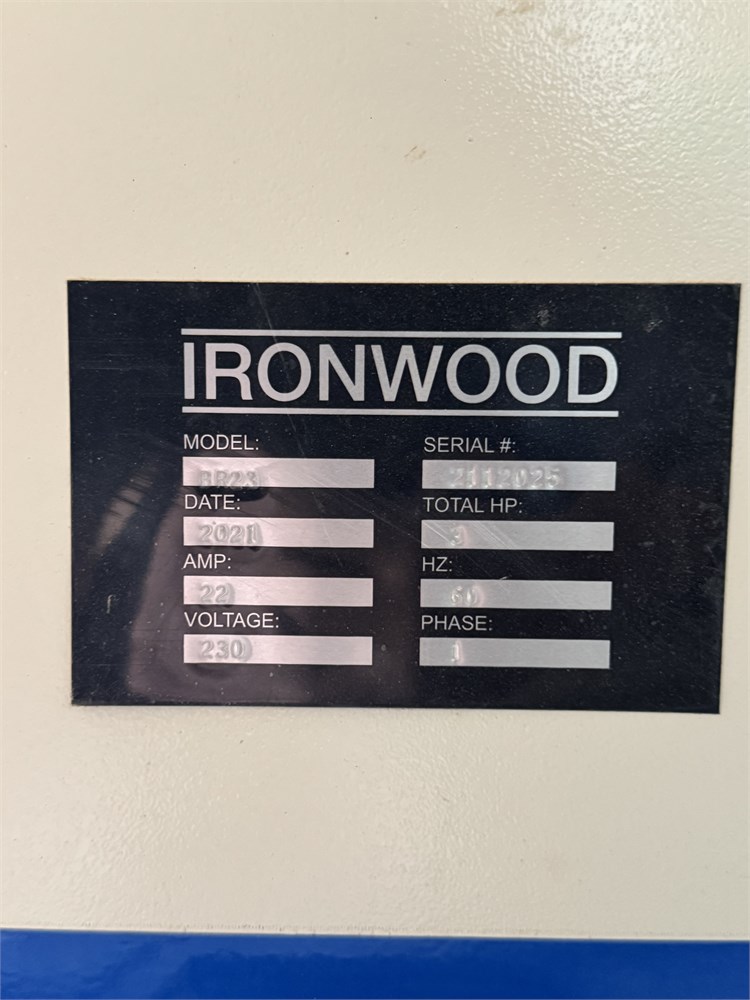 IRONWOOD
MODEL: SERIAL #:
BR23 2112025
DATE: TOTAL HP:
2021 3
AMP: HZ:
22 60
VOLTAGE: PHASE:
230 1